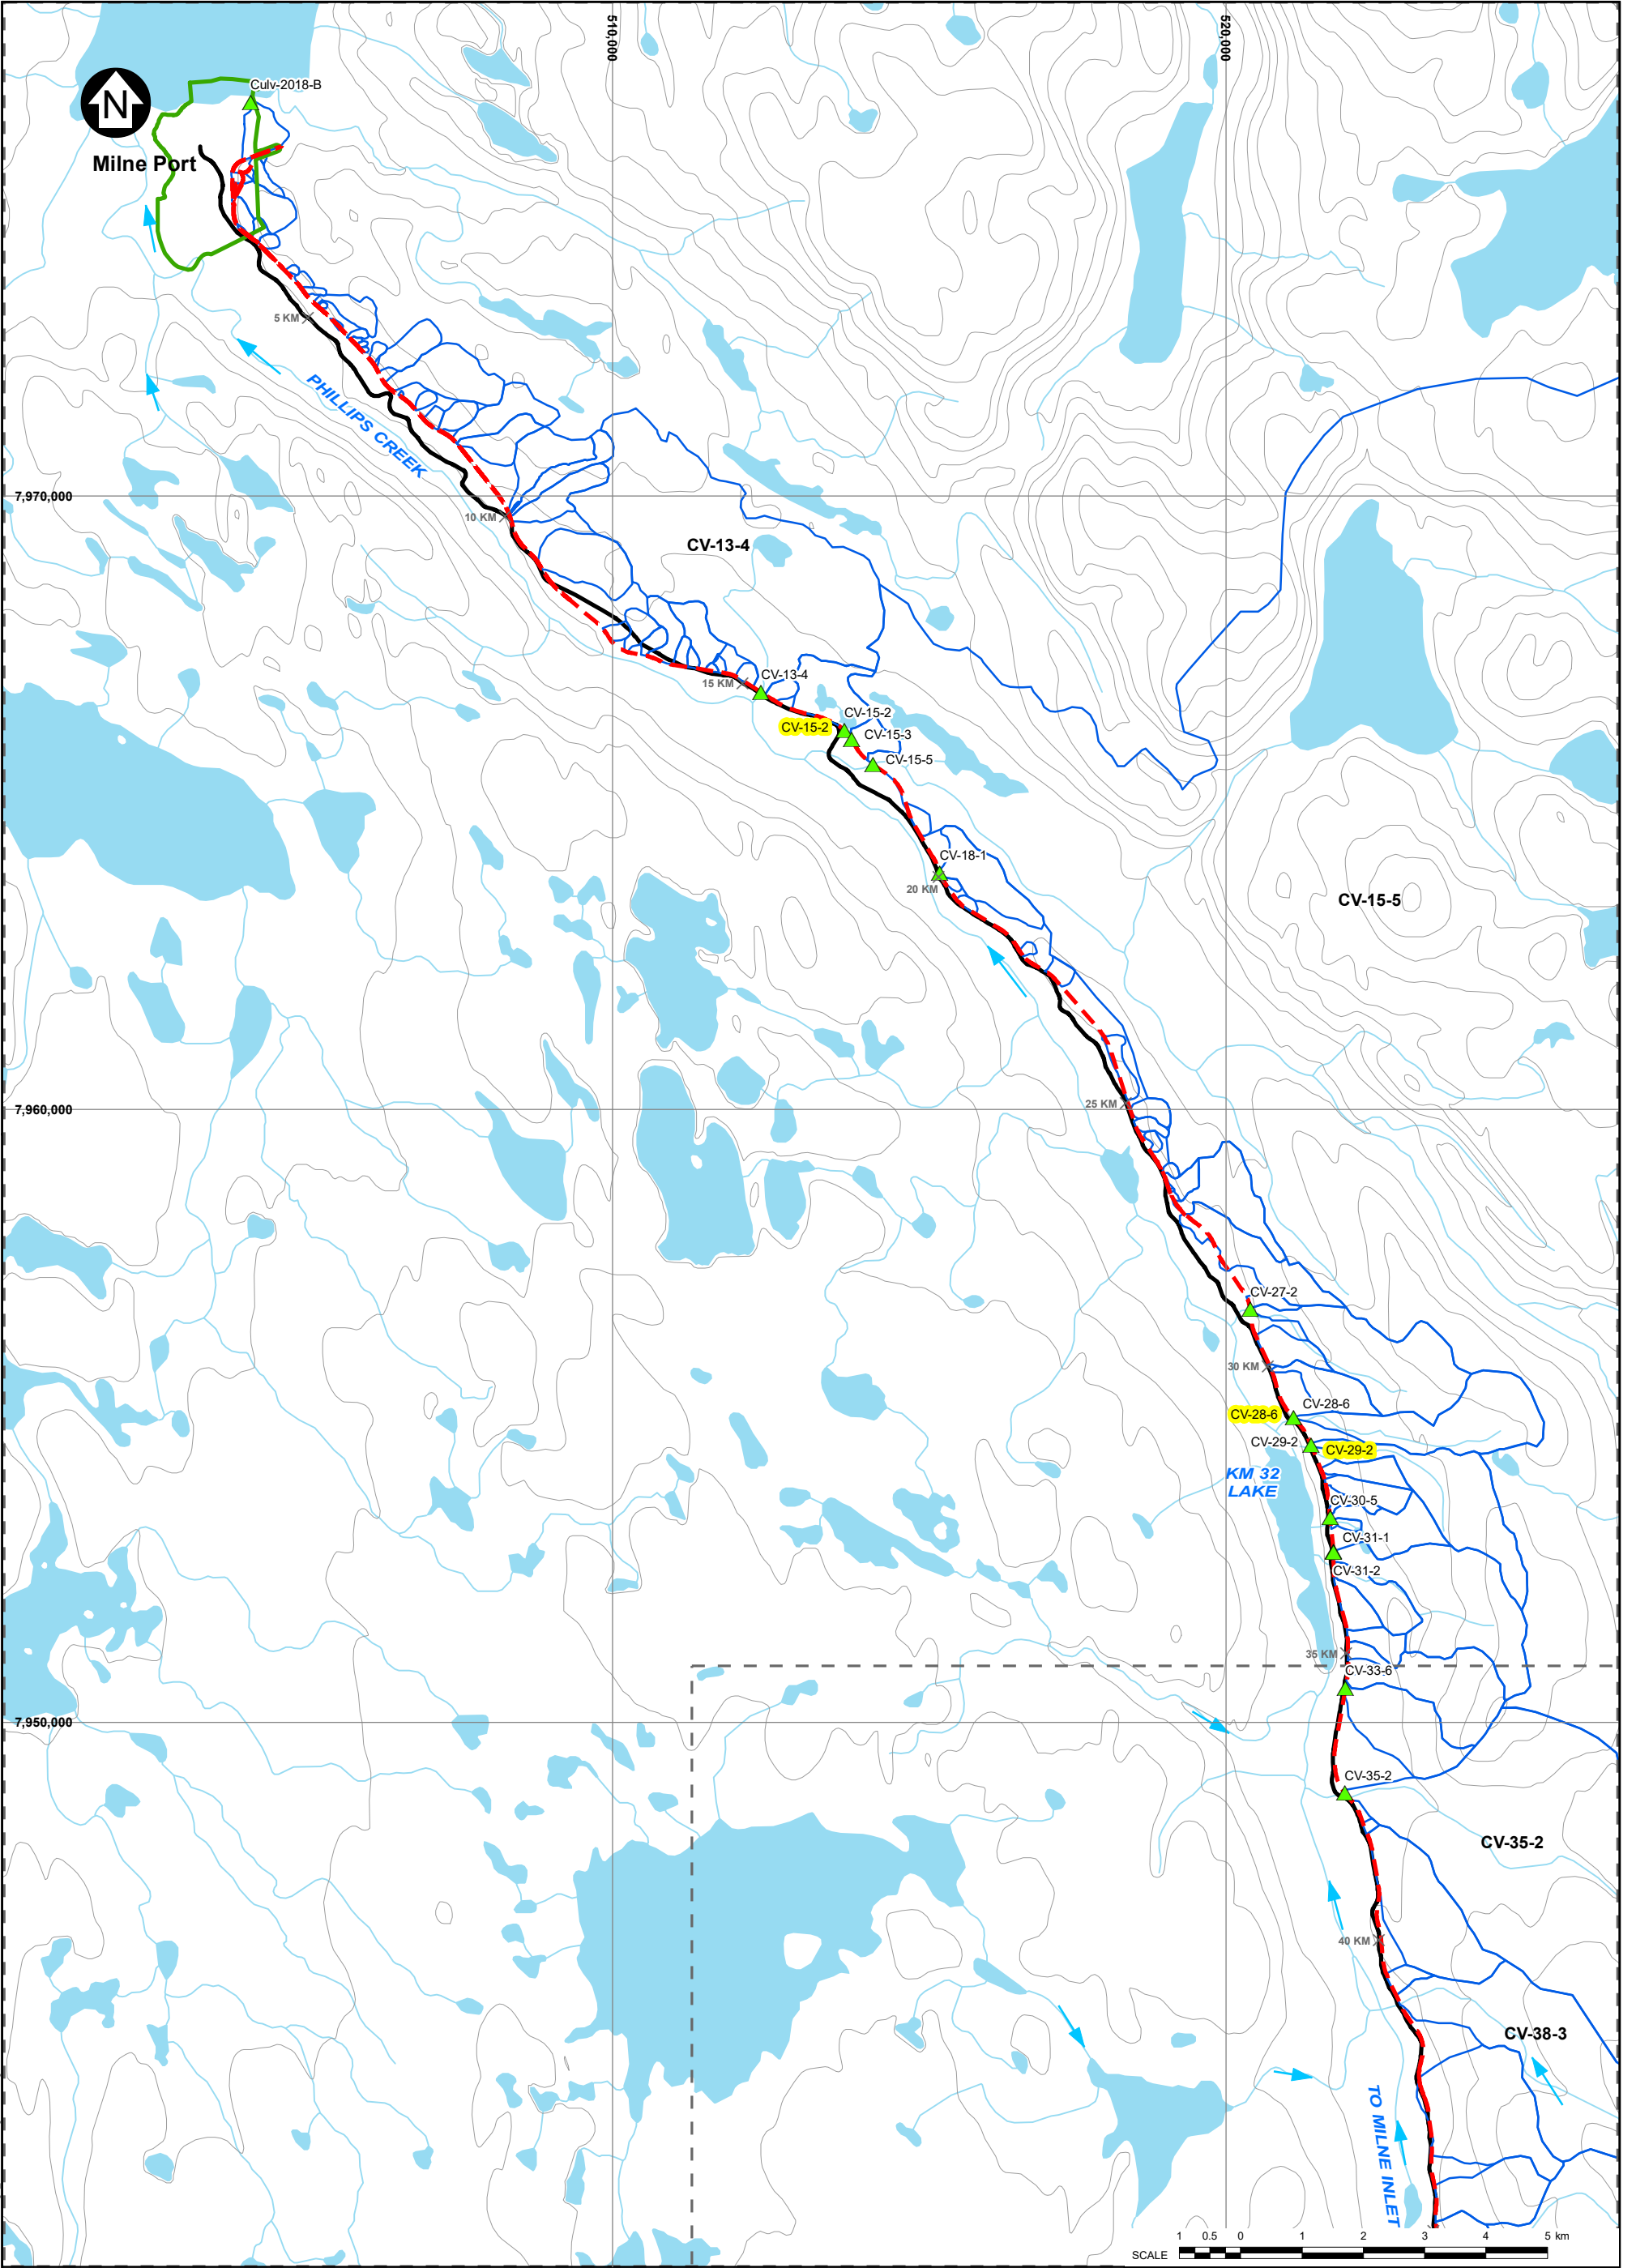 510,000
520,000
Culv-2018-B
N
Milne Port
5 KM
PHILLIPS CREEK
7,970,000
10 KM
CV-13-4
CV-13-4
15 KM
CV-15-2
CV-15-2
CV-15-3
CV-15-5
CV-18-1
20 KM
CV-15-5
25 KM
7,960,000
CV-27-2
30 KM
CV-28-6
CV-28-6
CV-29-2
CV-29-2
KM 32
LAKE
CV-30-5
CV-31-1
CV-31-2
35 KM
CV-33-6
7,950,000
CV-35-2
CV-35-2
40 KM
CV-38-3
TO MILNE INLET
1 0.5 0 1 2 3 4 5 km
SCALE